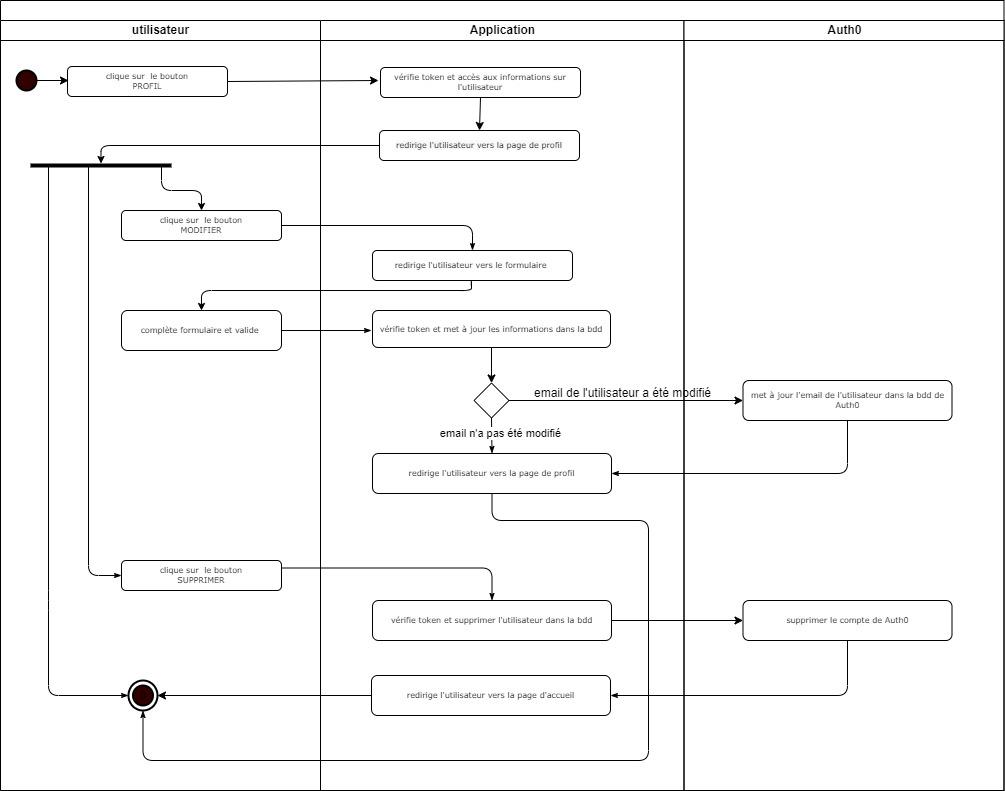 utilisateur
Application
Auth0
clique sur  le bouton
PROFIL
vérifie token et accès aux informations sur
l'utilisateur
redirige l'utilisateur vers la page de profil
clique sur  le bouton
MODIFIER
redirige l'utilisateur vers le formulaire
complète formulaire et valide
vérifie token et met à jour les informations dans la bdd
email de l'utilisateur a été modifié
met à jour l'email de l'utilisateur dans la bdd de
Auth0
email n'a pas été modifié
redirige l'utilisateur vers la page de profil
clique sur  le bouton
SUPPRIMER
vérifie token et supprimer l'utilisateur dans la bdd
supprimer le compte de Auth0
redirige l'utilisateur vers la page d'accueil